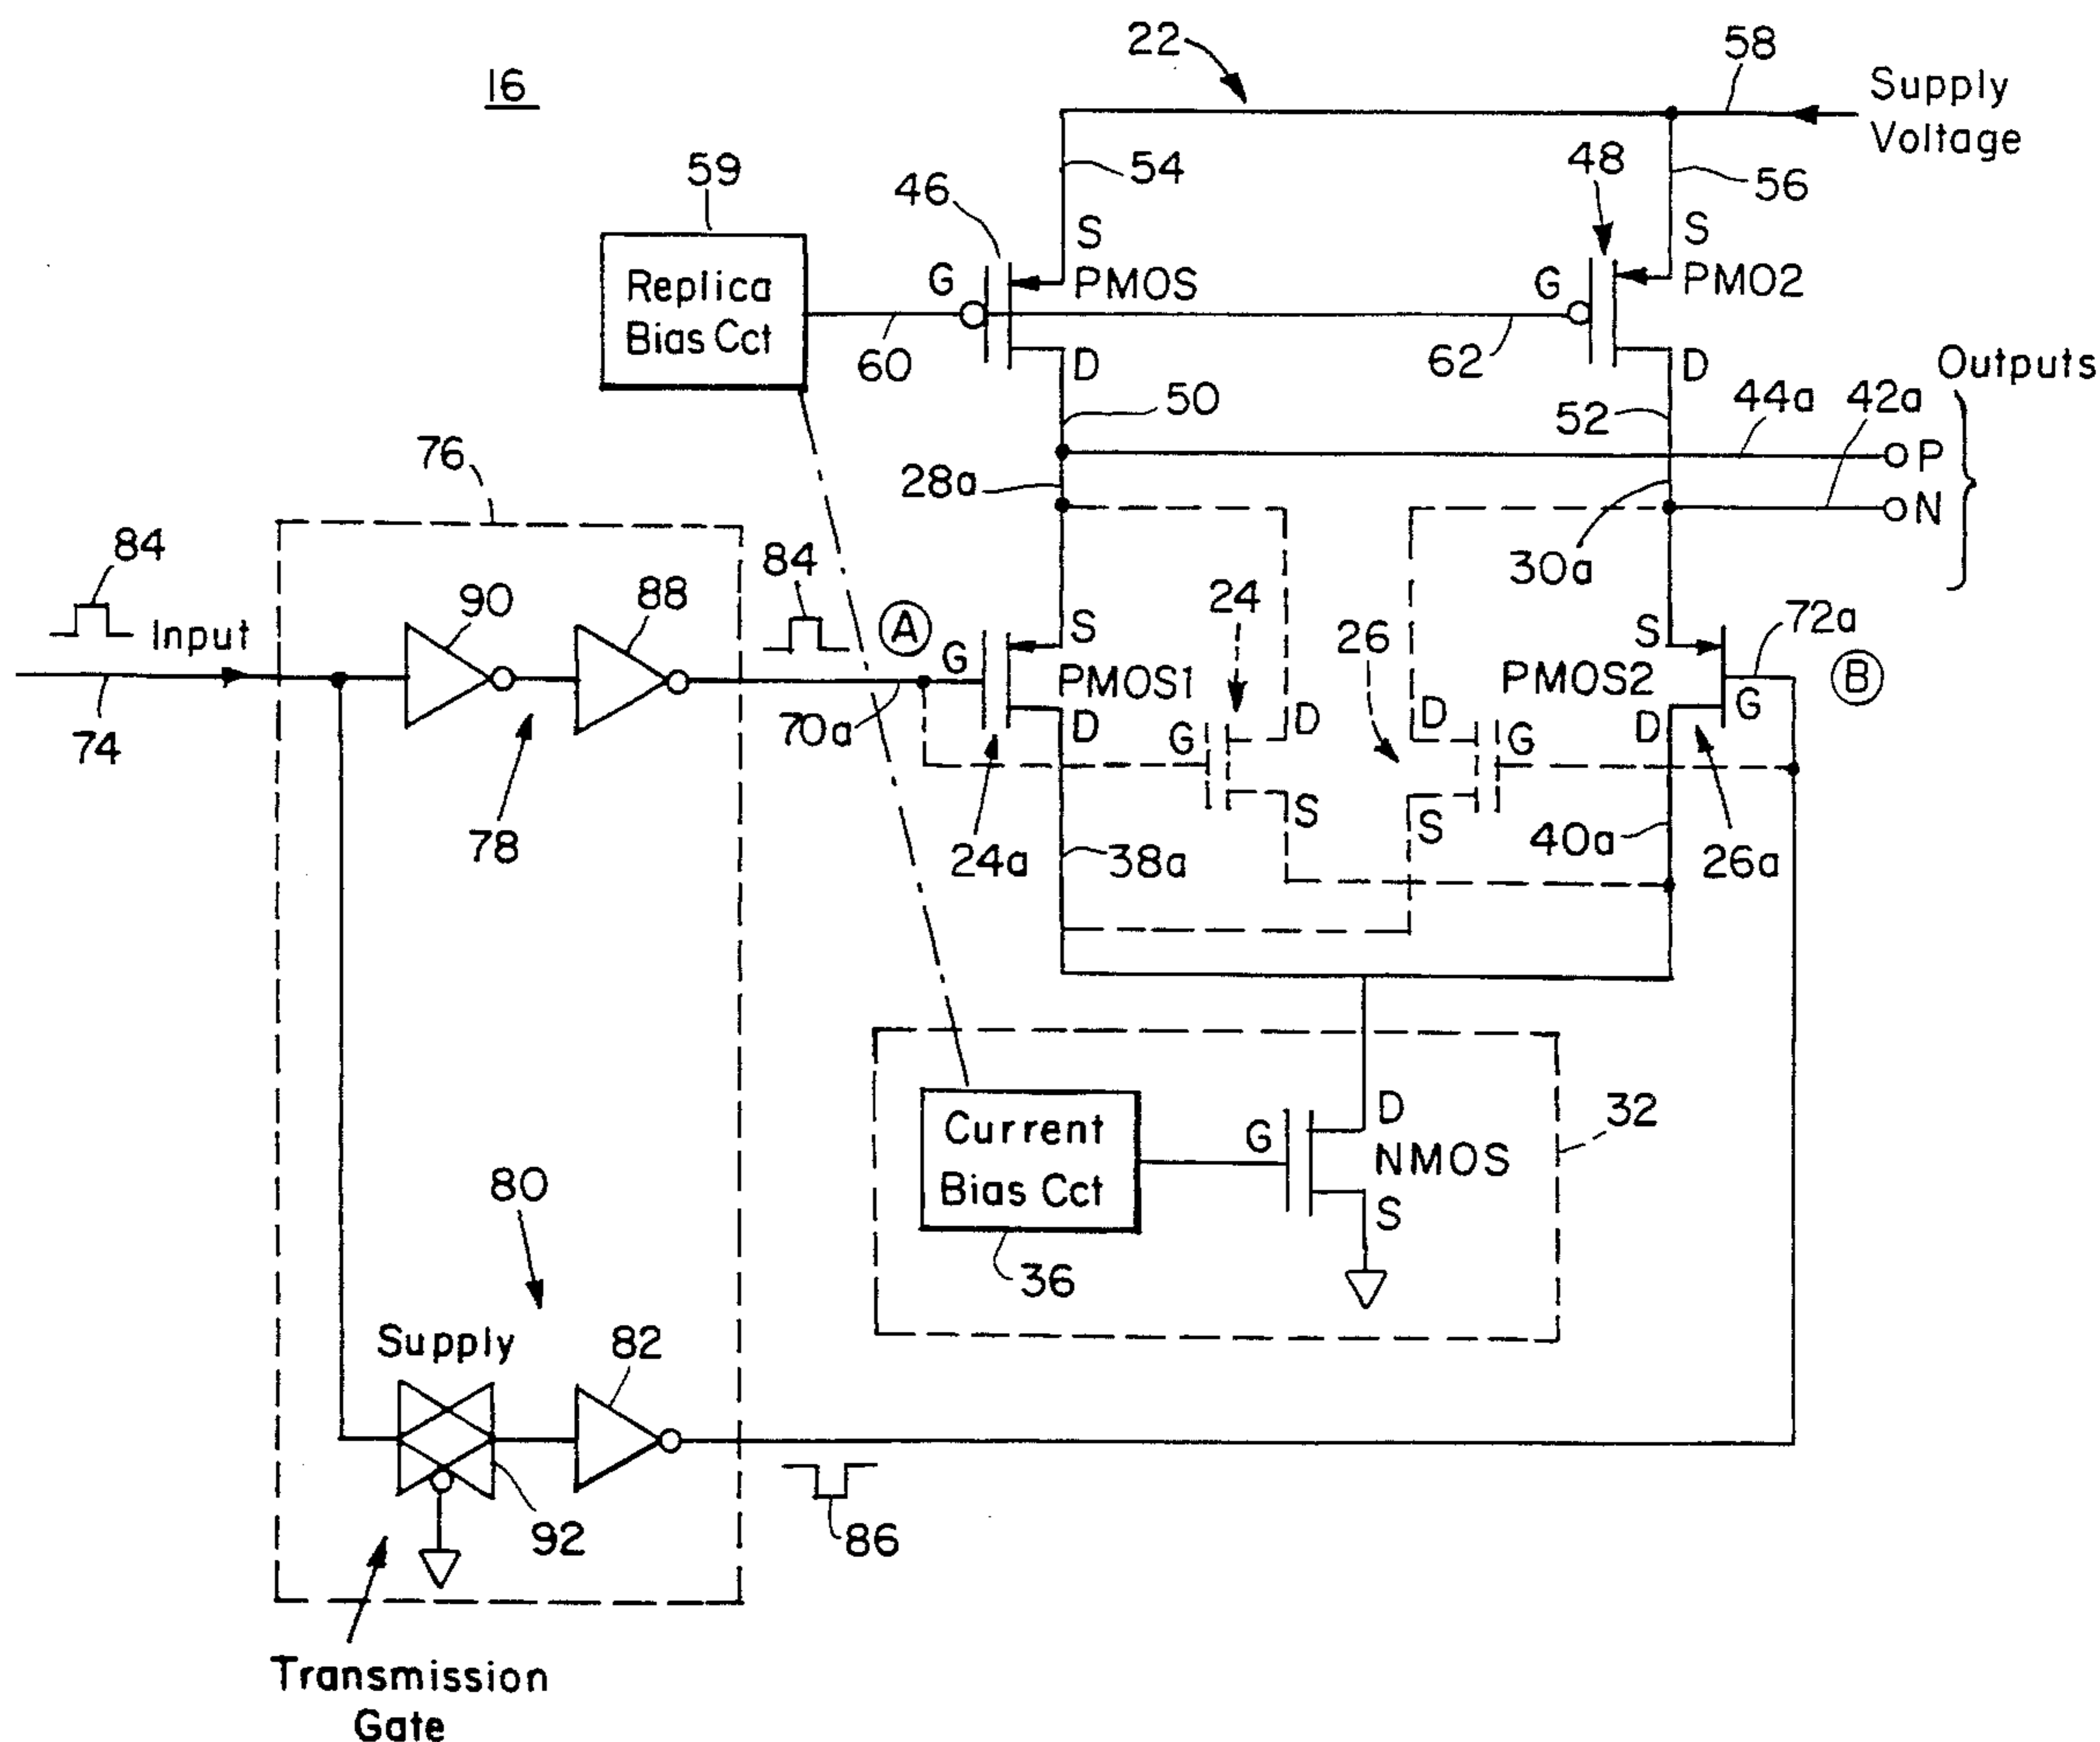 22
58
16
Supply
Voltage
59
46
54
48
56
S
S
G
PMOS
G
PMO2
Replica
Bias Cct
60
D
62
D
Outputs
50
52
44a
42a
P
76
28a
N
84
30a
84
90
88
24
Input
A
S
26
S
72a
G
PMOS1
PMOS2
B
74
70a
D
G
D
D
G
D
G
78
S
S
24a
38a
40a
26a
32
Current
Bias Cct
G
D
NMOS
S
80
36
Supply
82
92
86
Transmission
Gate